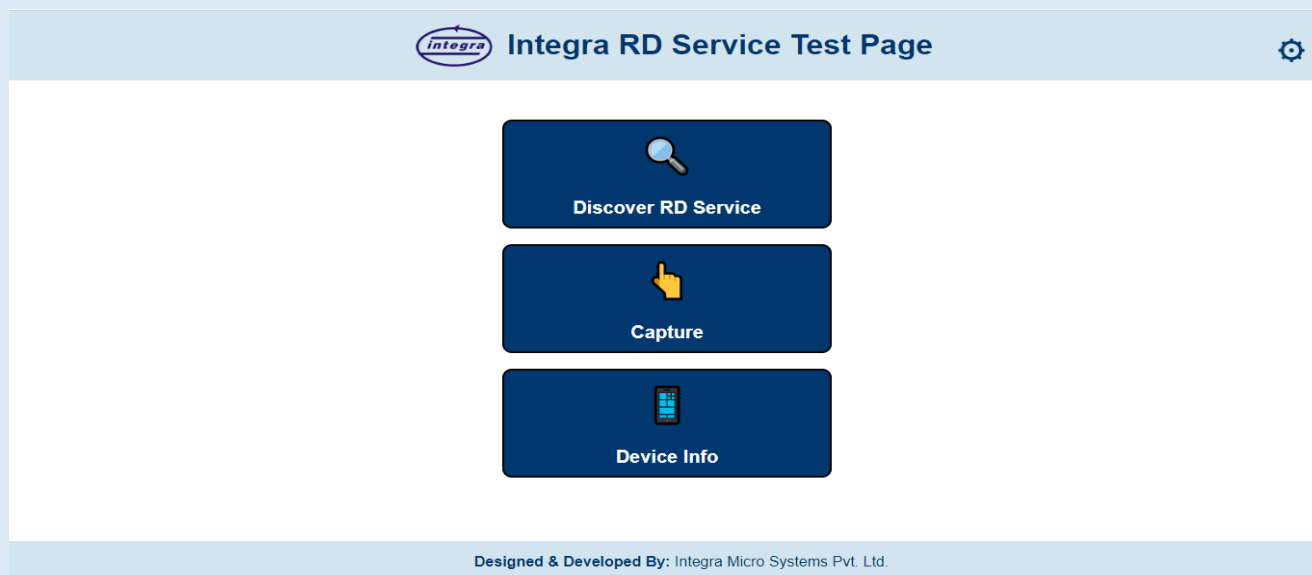 integra
Integra RD Service Test Page
Discover RD Service
Capture
Device Info
Designed & Developed By: Integra Micro Systems Pvt. Ltd.